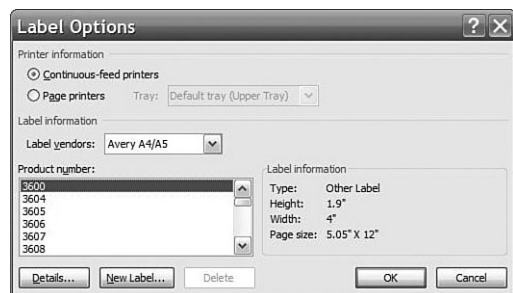 Label Options
Printer information
Continuous-feed printers
Page printers Tray: Default tray (Upper Tray)
Label information
Label vendors: Avery A4/A5
Product number:
3600
3604
3605
3606
3607
3608
Label information
Type: Other Label
Height: 1.9"
Width: 4"
Page size: 5.05" X 12"
Details... New Label... Delete OK Cancel